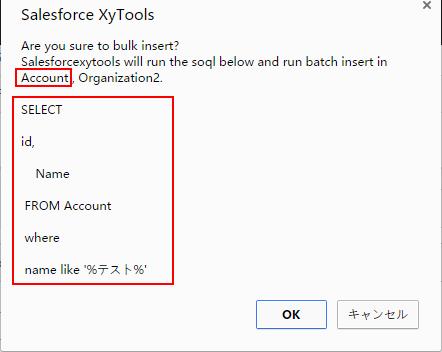 Salesforce XyTools
Are you sure to bulk insert?
Salesforcexytools will run the soql below and run batch insert in
Account , Organization2.
SELECT
id,
Name
FROM Account
where
name like '%テスト%'
OK
キャンセル